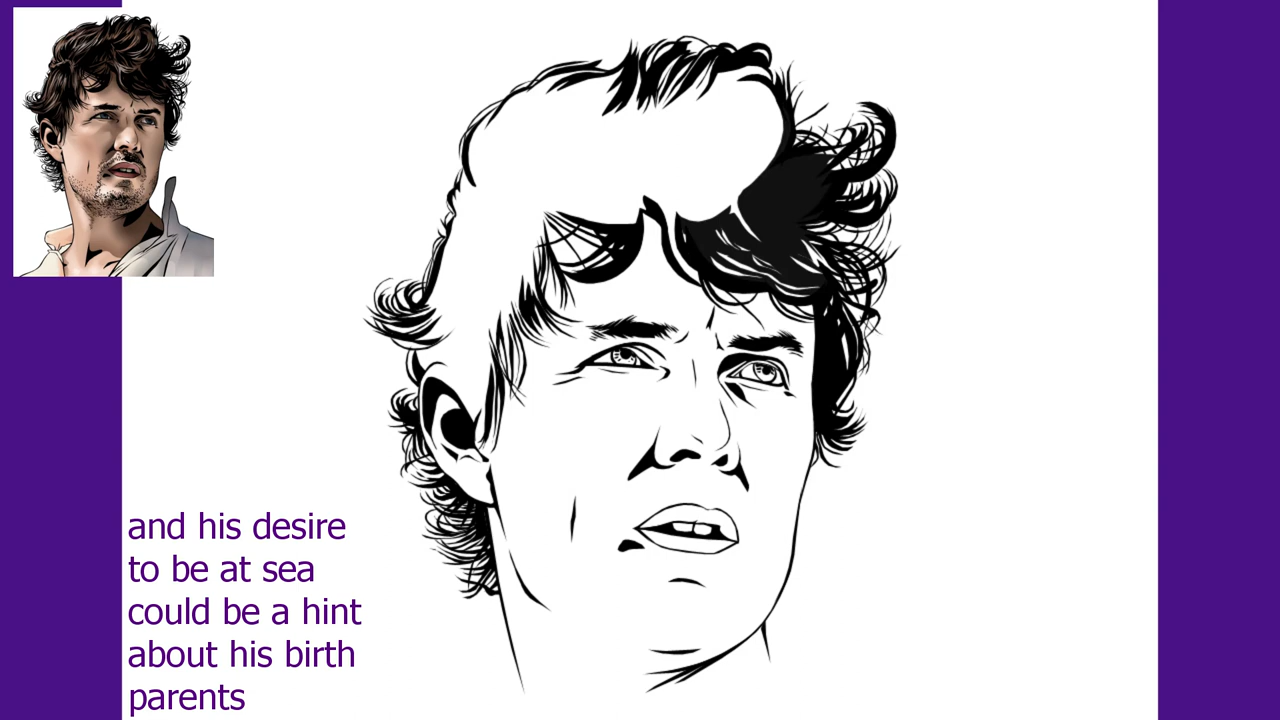 and his desire
to be at sea
could be a hint
about his birth
parents